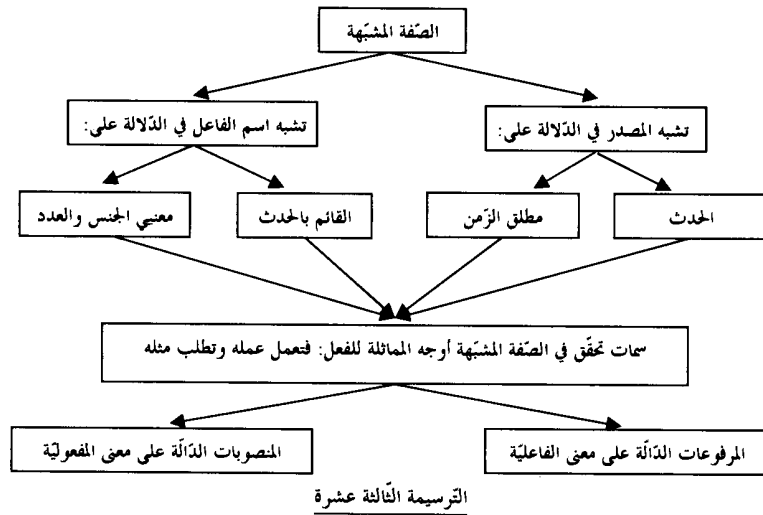 الصّفة المشبّهة
تشبه المصدر في الدّلالة على:
تشبه اسم الفاعل في الدّلالة على:
الحدث
مطلق الزّمن
القائم بالحدث
معنيي الجنس والعدد
سمات تحقّق في الصّفة المشبّهة أوجه المماثلة للفعل: فتعمل عمله وتطلب مثله
المرفوعات الدّالّة على معنى الفاعليّة
المنصوبات الدّالّة على معنى المفعوليّة
التّرسيمة الثّالثة عشرة